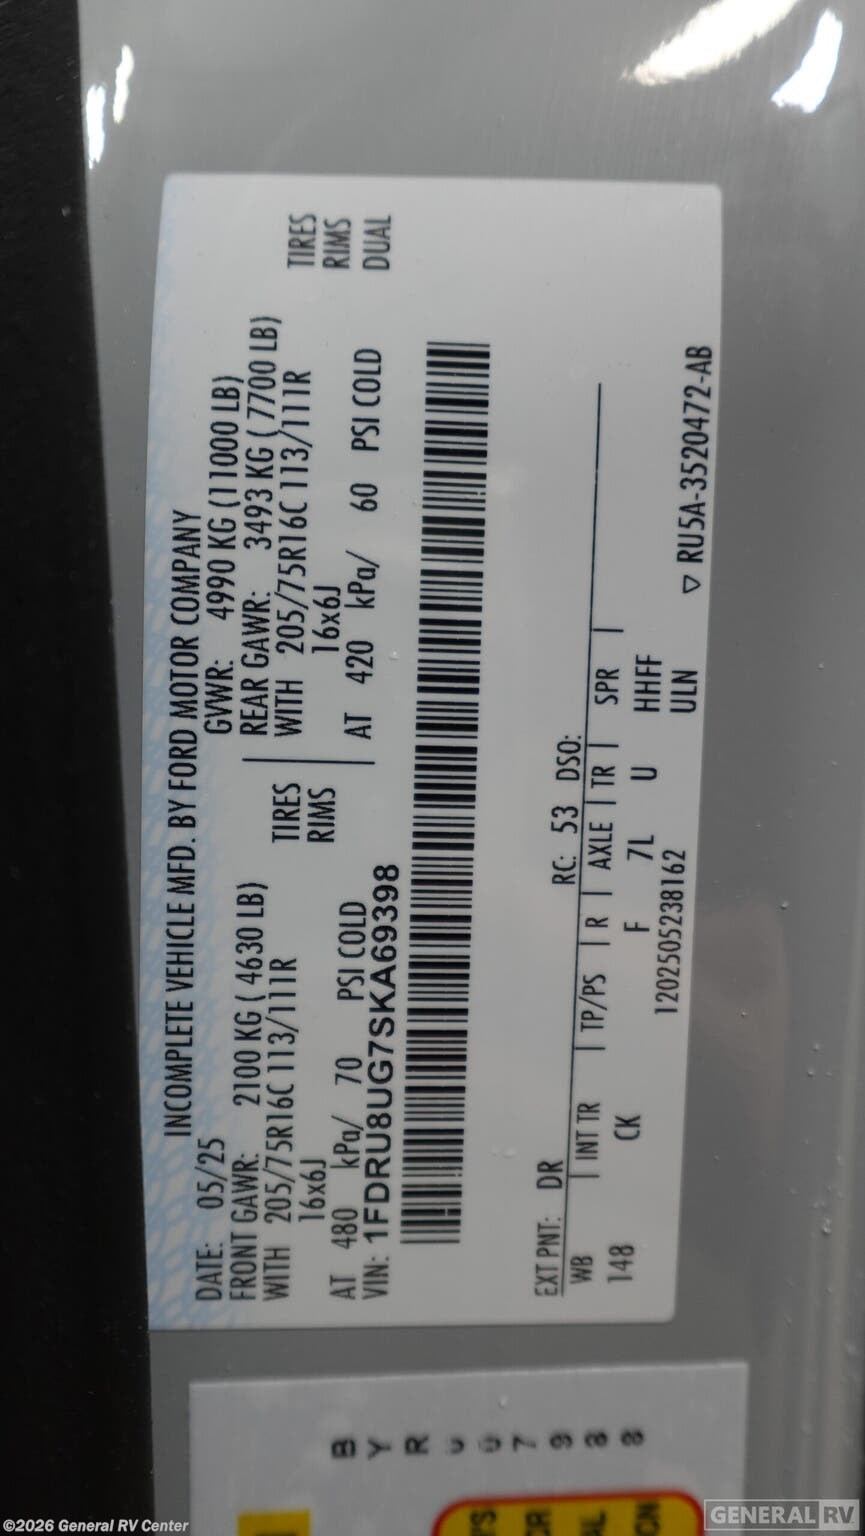 INCOMPLETE VEHICLE MFD. BY FORD MOTOR COMPANY
DATE: 05/25 GVWR: 4990 KG (11000 LB)
FRONT GAWR: 2100 KG ( 4630 LB) REAR GAWR: 3493 KG ( 7700 LB)
WITH 205/75R16C 113/111R TIRES WITH 205/75R16C 113/111R TIRES
16x6J RIMS 16x6J RIMS
AT 480 kPa/ 70 PSI COLD AT 420 kPa/ 60 PSI COLD DUAL
VIN: 1FDRU8UG7SKA69398
EXT PNT: DR RC: 53 DSO:
WB | INT TR | TP/PS | R | AXLE | TR | SPR |
148 CK F 7L U HHFF
1202505238162 ULN
▽ RU5A-3520472-AB
B Y R 7 9 8 8
©2026 General RV Center
GENERAL RV